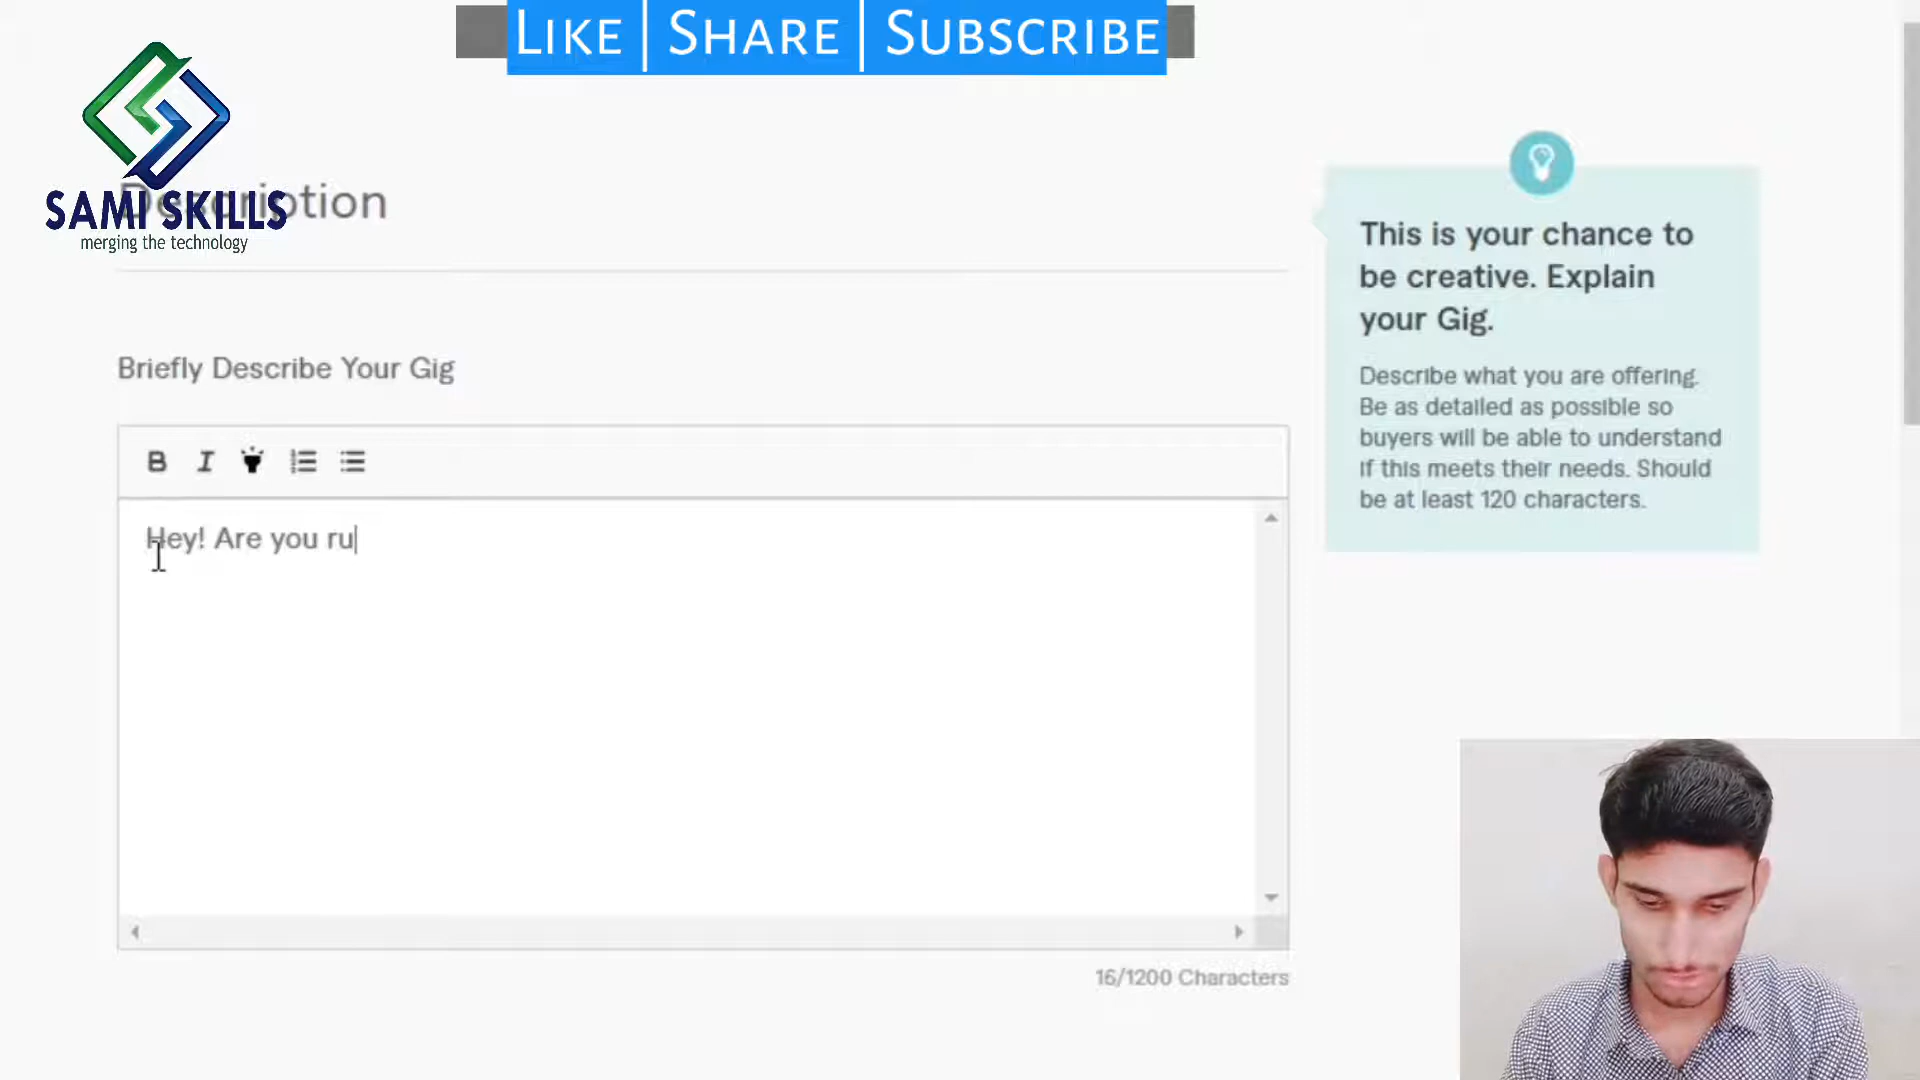 LIKE | SHARE | SUBSCRIBE
SAMI SKILLS
merging the technology
Description
Briefly Describe Your Gig
B I
Hey! Are you ru
16/1200 Characters
This is your chance to
be creative. Explain
your Gig.
Describe what you are offering.
Be as detailed as possible so
buyers will be able to understand
if this meets their needs. Should
be at least 120 characters.